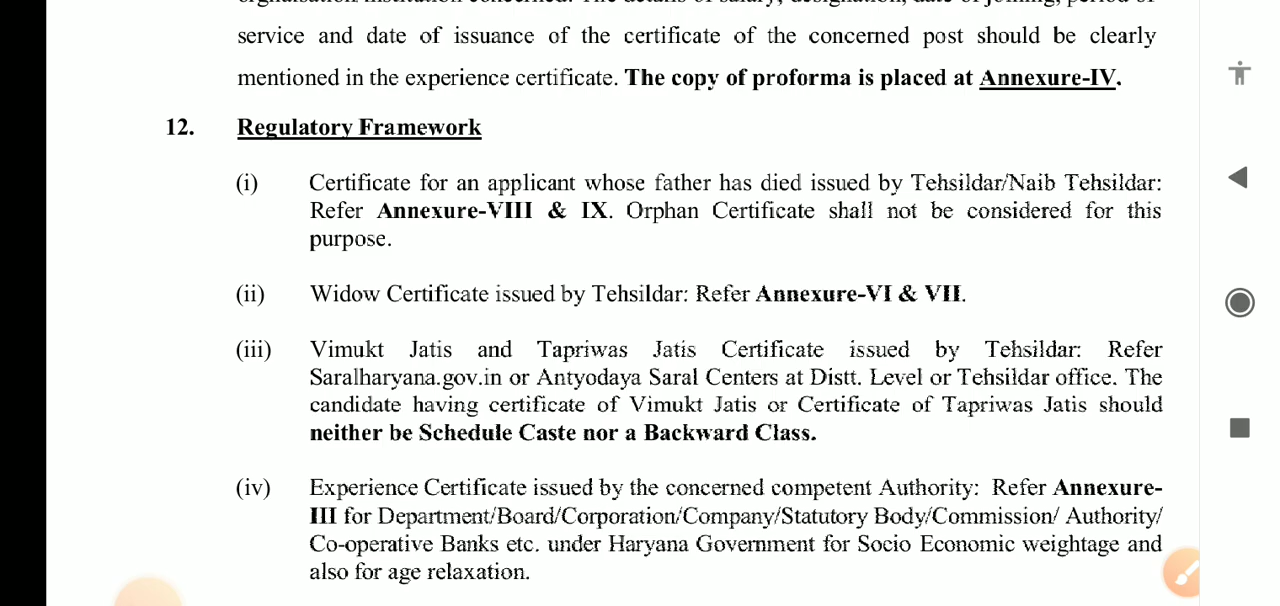 service and date of issuance of the certificate of the concerned post should be clearly
mentioned in the experience certificate. The copy of proforma is placed at Annexure-IV.
12. Regulatory Framework
(i) Certificate for an applicant whose father has died issued by Tehsildar/Naib Tehsildar:
Refer Annexure-VIII & IX. Orphan Certificate shall not be considered for this
purpose.
(ii) Widow Certificate issued by Tehsildar: Refer Annexure-VI & VII.
(iii) Vimukt Jatis and Tapriwas Jatis Certificate issued by Tehsildar: Refer
Saralharyana.gov.in or Antyodaya Saral Centers at Distt. Level or Tehsildar office. The
candidate having certificate of Vimukt Jatis or Certificate of Tapriwas Jatis should
neither be Schedule Caste nor a Backward Class.
(iv) Experience Certificate issued by the concerned competent Authority: Refer Annexure-
III for Department/Board/Corporation/Company/Statutory Body/Commission/ Authority/
Co-operative Banks etc. under Haryana Government for Socio Economic weightage and
also for age relaxation.